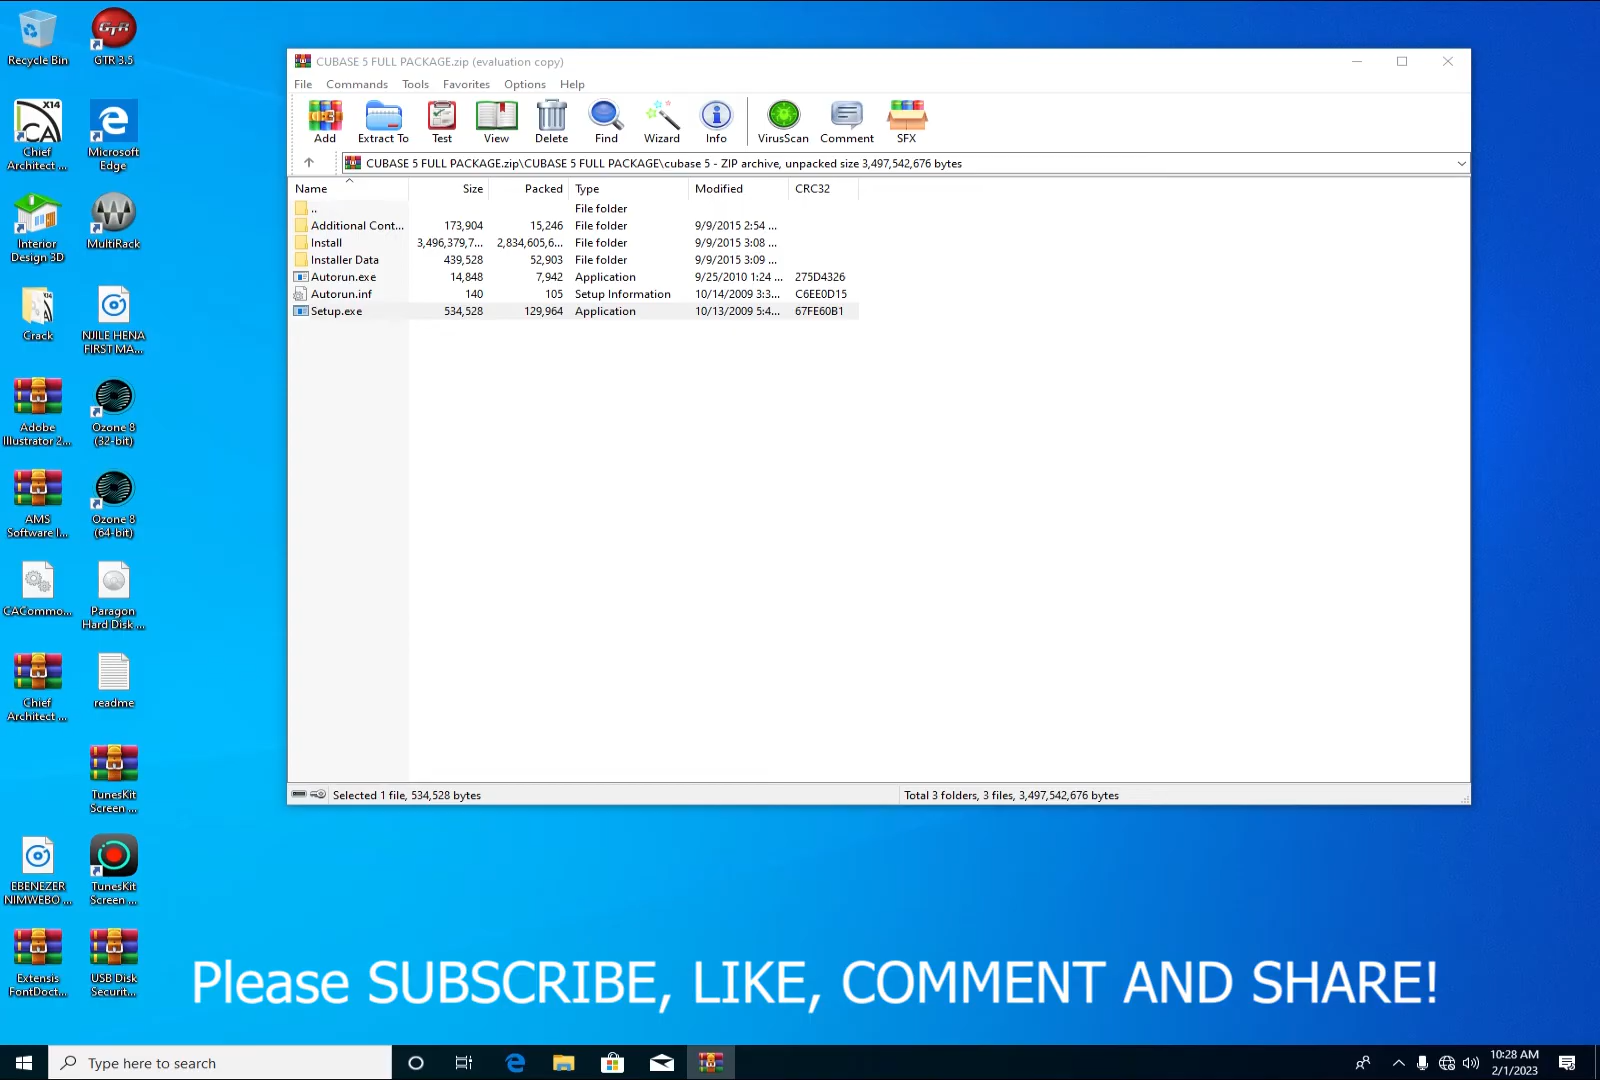 Recycle Bin
GTR 3.5
Chief
Architect ...
Microsoft
Edge
Interior
Design 3D
MultiRack
Crack
NJILE HENA
FIRST MA...
Adobe
Illustrator 2...
Ozone 8
(32-bit)
AMS
Software I...
Ozone 8
(64-bit)
CACommo...
Paragon
Hard Disk ...
Chief
Architect ...
readme
TunesKit
Screen ...
EBENEZER
NIMWEBO ...
TunesKit
Screen ...
Extensis
FontDoct...
USB Disk
Securit...
CUBASE 5 FULL PACKAGE.zip (evaluation copy)
File Commands Tools Favorites Options Help
Add Extract To Test View Delete Find Wizard Info VirusScan Comment SFX
CUBASE 5 FULL PACKAGE.zip\CUBASE 5 FULL PACKAGE\cubase 5 - ZIP archive, unpacked size 3,497,542,676 bytes
Name Size Packed Type Modified CRC32
.. File folder
Additional Cont... 173,904 15,246 File folder 9/9/2015 2:54 ...
Install 3,496,379,7... 2,834,605,6... File folder 9/9/2015 3:08 ...
Installer Data 439,528 52,903 File folder 9/9/2015 3:09 ...
Autorun.exe 14,848 7,942 Application 9/25/2010 1:24 ... 275D4326
Autorun.inf 140 105 Setup Information 10/14/2009 3:3... C6EE0D15
Setup.exe 534,528 129,964 Application 10/13/2009 5:4... 67FE60B1
Selected 1 file, 534,528 bytes
Total 3 folders, 3 files, 3,497,542,676 bytes
Please SUBSCRIBE, LIKE, COMMENT AND SHARE!
Type here to search
10:28 AM
2/1/2023